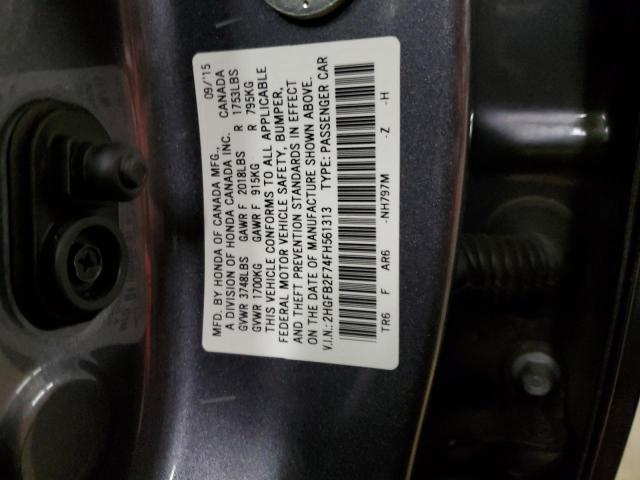 09/'15
MFD. BY HONDA OF CANADA MFG.,
A DIVISION OF HONDA CANADA INC. CANADA
GVWR 3748LBS GAWR F 2018LBS R 1753LBS
GVWR 1700KG GAWR F 915KG R 795KG
THIS VEHICLE CONFORMS TO ALL APPLICABLE
FEDERAL MOTOR VEHICLE SAFETY, BUMPER,
AND THEFT PREVENTION STANDARDS IN EFFECT
ON THE DATE OF MANUFACTURE SHOWN ABOVE.
V.I.N.: 2HGFB2F74FH561313 TYPE: PASSENGER CAR
TR6 F AR6 -NH797M -Z -H